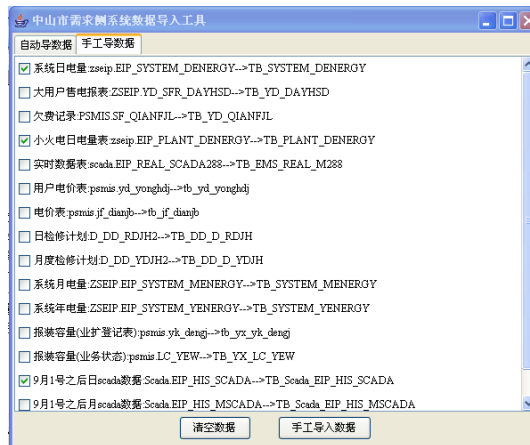 中山市需求侧系统数据导入工具
自动导数据 手工导数据
系统日电量:zseip.EIP_SYSTEM_DENERGY-->TB_SYSTEM_DENERGY
大用户售电报表:ZSEIP.YD_SFR_DAYHSD-->TB_YD_DAYHSD
欠费记录:PSMIS.SF_QIANFJL-->TB_YD_QIANFJL
小火电日电量表:zseip.EIP_PLANT_DENERGY-->TB_PLANT_DENERGY
实时数据表:scada.EIP_REAL_SCADA288-->TB_EMS_REAL_M288
用户电价表:psmis.yd_yonghdj-->tb_yd_yonghdj
电价表:psmis.jf_dianjb-->tb_jf_dianjb
日检修计划:D_DD_RDJH2-->TB_DD_D_RDJH
月度检修计划:D_DD_YDJH2-->TB_DD_D_YDJH
系统月电量:ZSEIP.EIP_SYSTEM_MENERGY-->TB_SYSTEM_MENERGY
系统年电量:ZSEIP.EIP_SYSTEM_YENERGY-->TB_SYSTEM_YENERGY
报装容量(业扩登记表):psmis.yk_dengj-->tb_yx_yk_dengj
报装容量(业务状态):psmis.LC_YEW-->TB_YX_LC_YEW
9月1号之后日scada数据:Scada.EIP_HIS_SCADA-->TB_Scada_EIP_HIS_SCADA
9月1号之后月scada数据:Scada.EIP_HIS_MSCADA-->TB_Scada_EIP_HIS_MSCADA
清空数据 手工导入数据